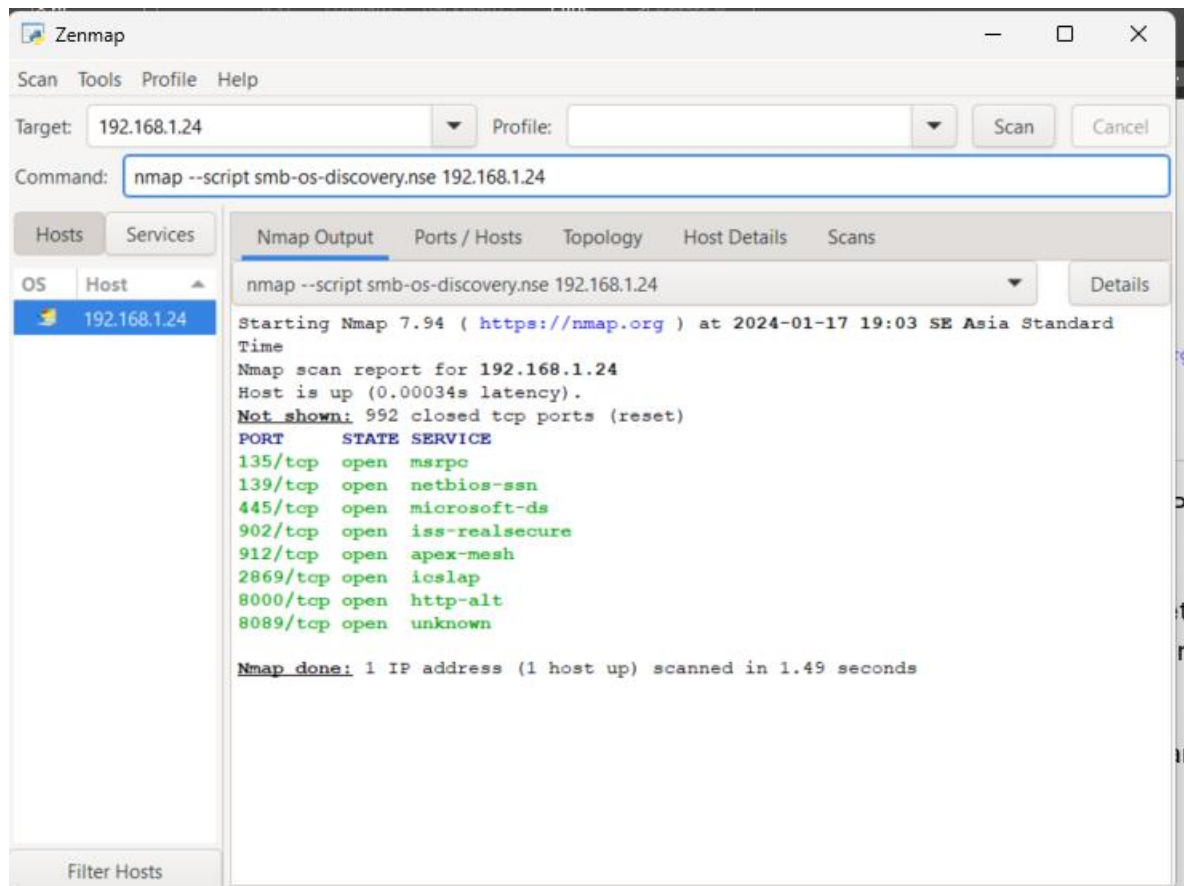 Zenmap
Scan Tools Profile Help
Target: 192.168.1.24 Profile: Scan Cancel
Command: nmap --script smb-os-discovery.nse 192.168.1.24
Hosts Services Nmap Output Ports / Hosts Topology Host Details Scans
OS Host nmap --script smb-os-discovery.nse 192.168.1.24 Details
192.168.1.24
Starting Nmap 7.94 ( https://nmap.org ) at 2024-01-17 19:03 SE Asia Standard
Time
Nmap scan report for 192.168.1.24
Host is up (0.00034s latency).
Not shown: 992 closed tcp ports (reset)
PORT STATE SERVICE
135/tcp open msrpc
139/tcp open netbios-ssn
445/tcp open microsoft-ds
902/tcp open iss-realsecure
912/tcp open apex-mesh
2869/tcp open icslap
8000/tcp open http-alt
8089/tcp open unknown
Nmap done: 1 IP address (1 host up) scanned in 1.49 seconds
Filter Hosts